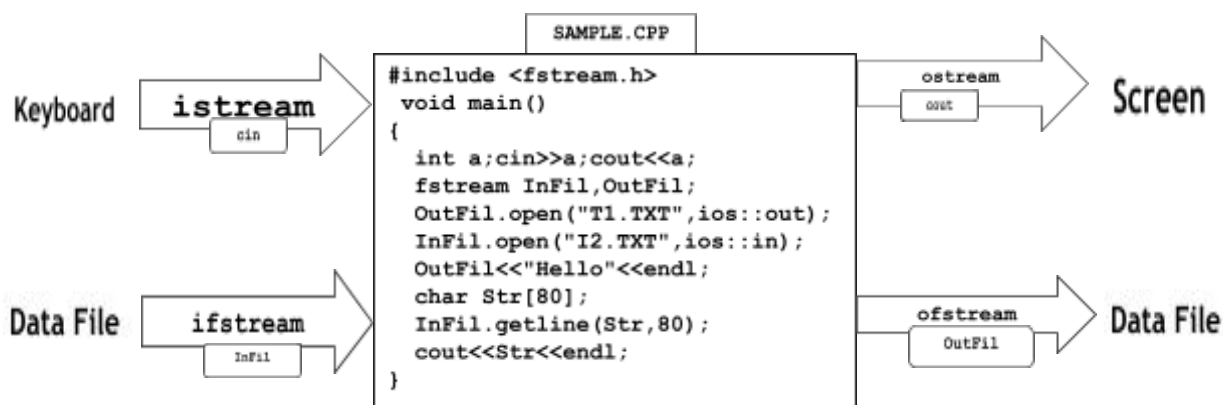 SAMPLE.CPP
Keyboard
istream
cin
#include <fstream.h>
void main()
{
int a;cin>>a;cout<<a;
fstream InFil,OutFil;
OutFil.open("T1.TXT",ios::out);
InFil.open("I2.TXT",ios::in);
OutFil<<"Hello"<<endl;
char Str[80];
InFil.getline(Str,80);
cout<<Str<<endl;
}
ostream
cout
Screen
Data File
ifstream
InFil
ofstream
OutFil
Data File